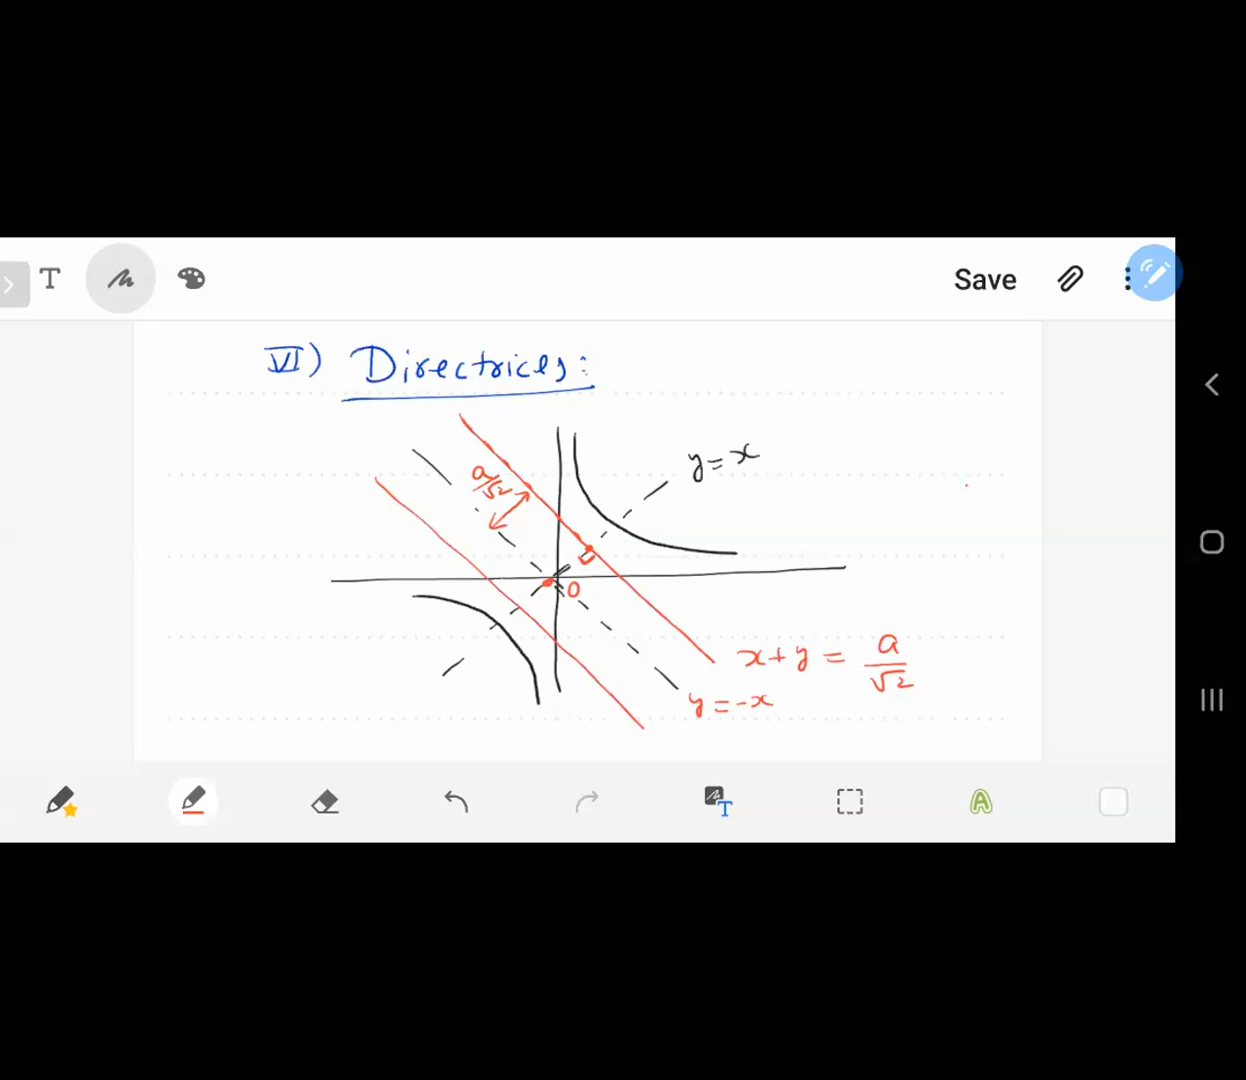 T
Save
VI) Directrices:
y = x
a/√2
O
x + y = a/√2
y = -x
T
A